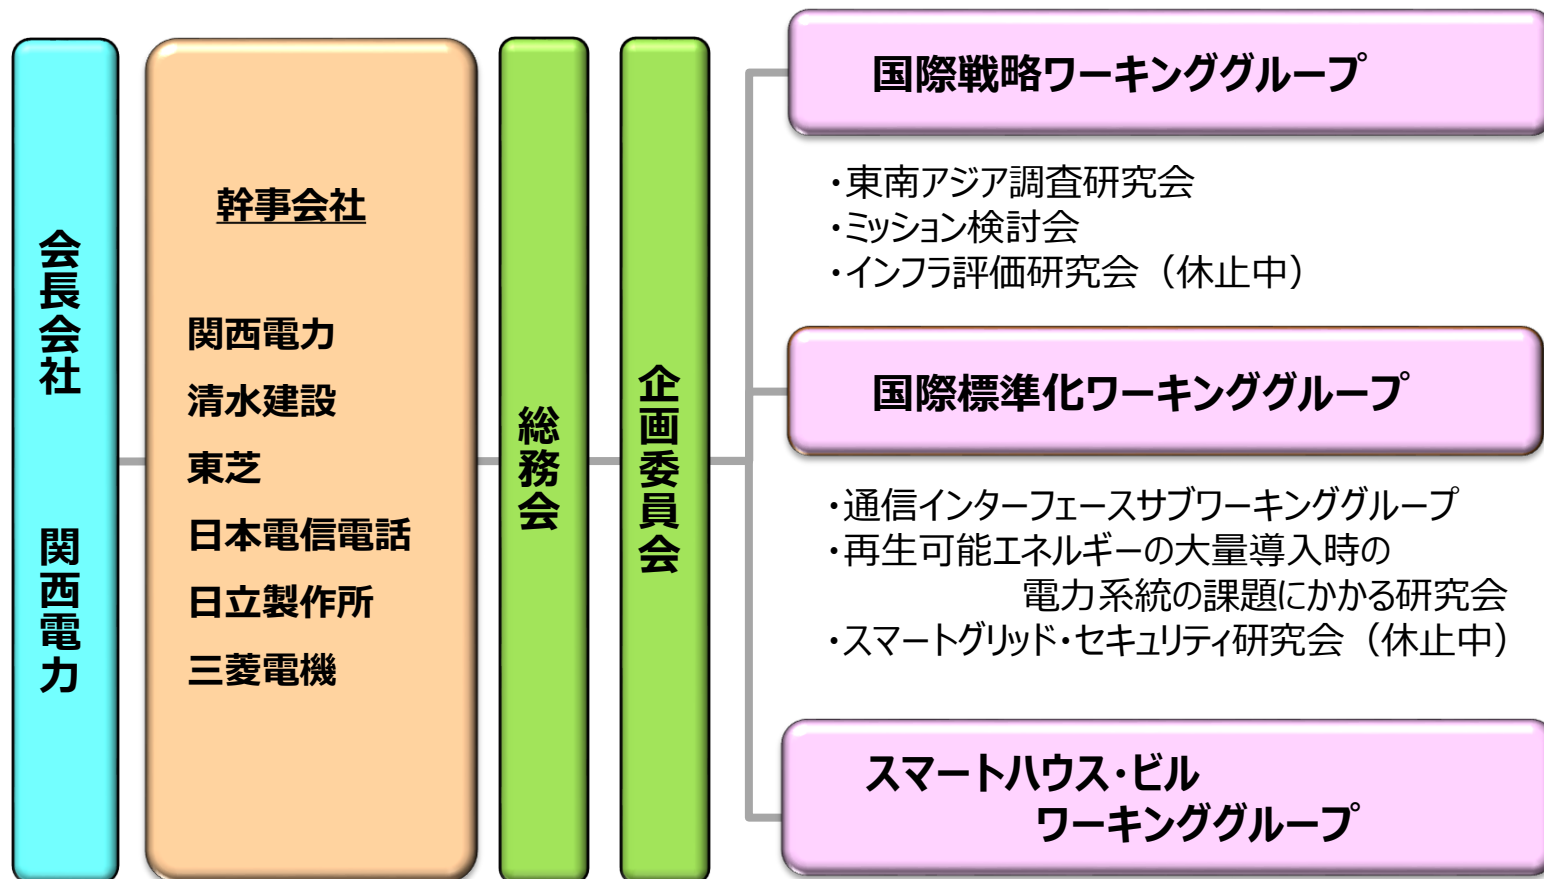 会長会社　関西電力
幹事会社
関西電力
清水建設
東芝
日本電信電話
日立製作所
三菱電機
総務会
企画委員会
国際戦略ワーキンググループ
・東南アジア調査研究会
・ミッション検討会
・インフラ評価研究会（休止中）
国際標準化ワーキンググループ
・通信インターフェースサブワーキンググループ
・再生可能エネルギーの大量導入時の
電力系統の課題にかかる研究会
・スマートグリッド・セキュリティ研究会（休止中）
スマートハウス・ビル
ワーキンググループ